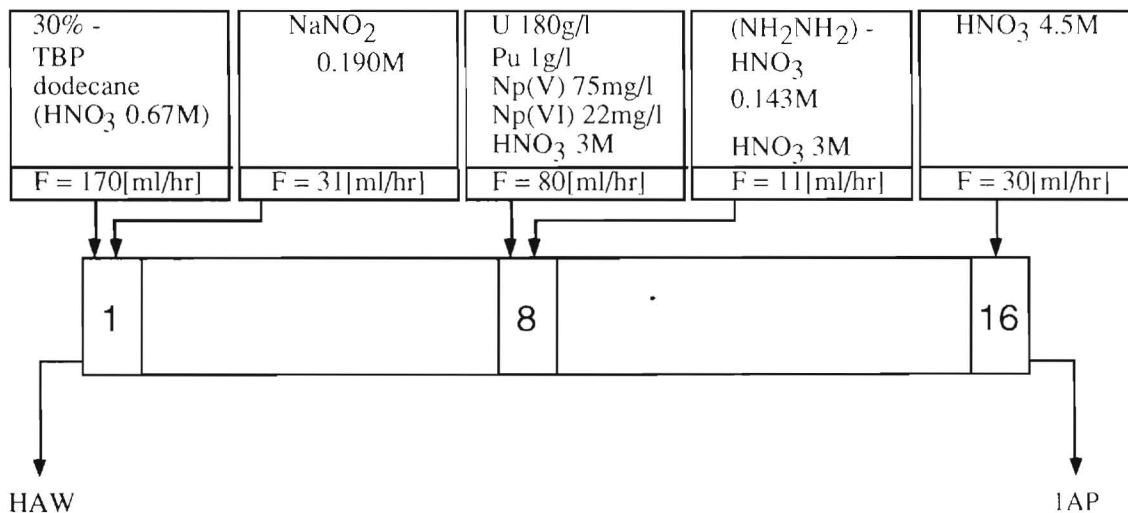 30% -
TBP
dodecane
(HNO3 0.67M)
F = 170[ml/hr]
NaNO2
0.190M
F = 31[ml/hr]
U 180g/l
Pu 1g/l
Np(V) 75mg/l
Np(VI) 22mg/l
HNO3 3M
F = 80[ml/hr]
(NH2NH2) -
HNO3
0.143M
HNO3 3M
F = 11[ml/hr]
HNO3 4.5M
F = 30[ml/hr]
1
8
16
HAW
1AP